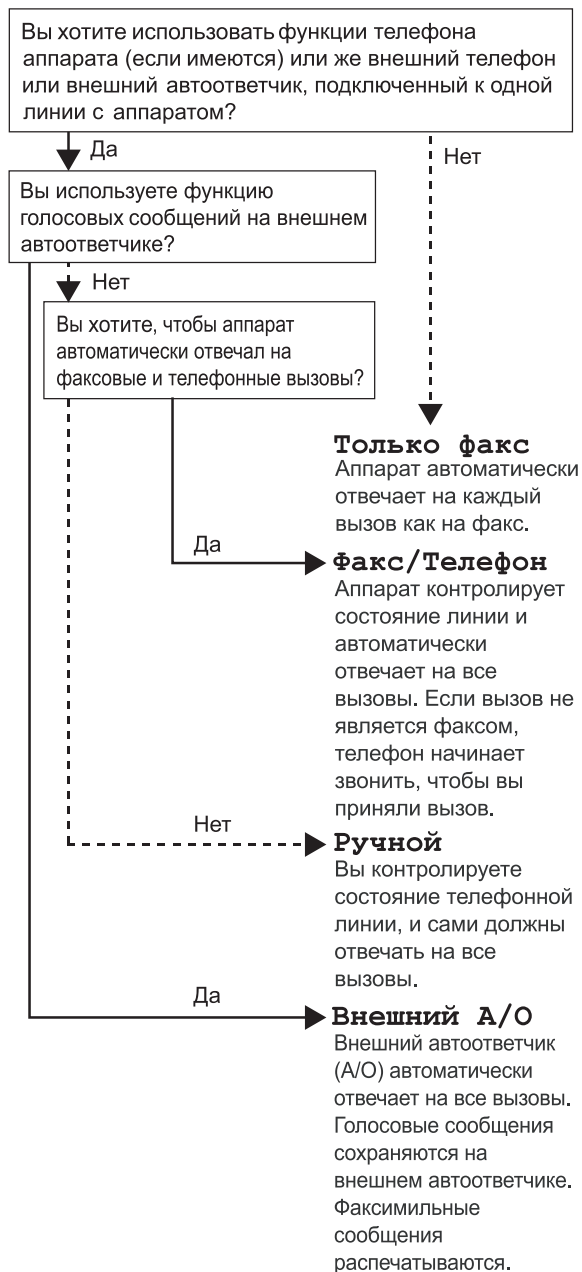 Вы хотите использовать функции телефона
аппарата (если имеются) или же внешний телефон
или внешний автоответчик, подключенный к одной
линии с аппаратом?
Да
Нет
Вы используете функцию
голосовых сообщений на внешнем
автоответчике?
Нет
Вы хотите, чтобы аппарат
автоматически отвечал на
факсовые и телефонные вызовы?
Только факс
Аппарат автоматически
отвечает на каждый
вызов как на факс.
Да
Факс/Телефон
Аппарат контролирует
состояние линии и
автоматически
отвечает на все
вызовы. Если вызов не
является факсом,
телефон начинает
звонить, чтобы вы
приняли вызов.
Нет
Ручной
Вы контролируете
состояние телефонной
линии, и сами должны
отвечать на все
вызовы.
Да
Внешний А/О
Внешний автоответчик
(А/О) автоматически
отвечает на все вызовы.
Голосовые сообщения
сохраняются на
внешнем автоответчике.
Факсимильные
сообщения
распечатываются.